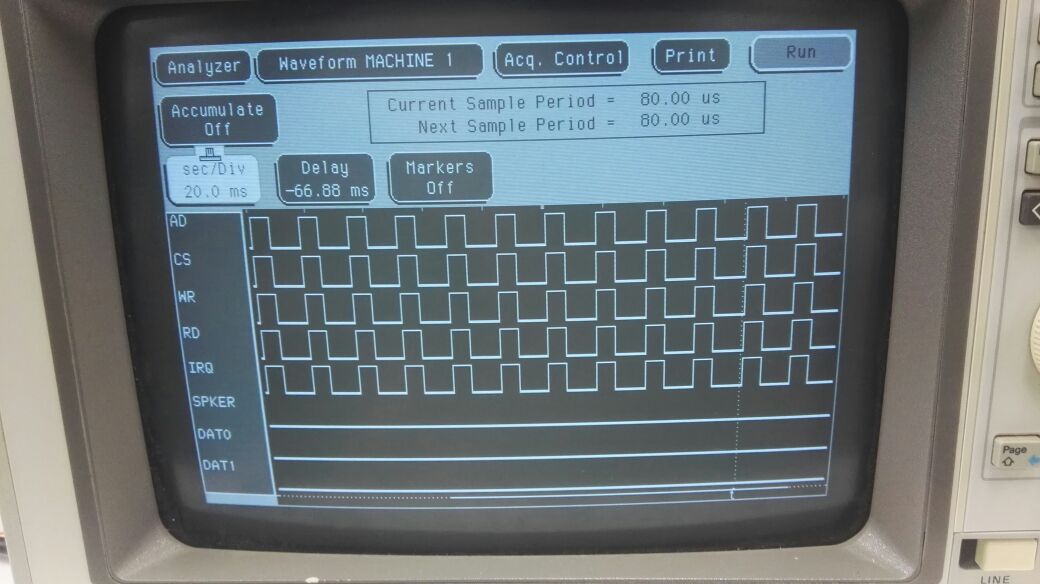 Analyzer Waveform MACHINE 1 Acq. Control Print Run
Accumulate
Off
Current Sample Period = 80.00 us
Next Sample Period = 80.00 us
sec/Div
20.0 ms
Delay
-66.88 ms
Markers
Off
AD
CS
WR
RD
IRQ
SPKER
DAT0
DAT1
Page
LINE